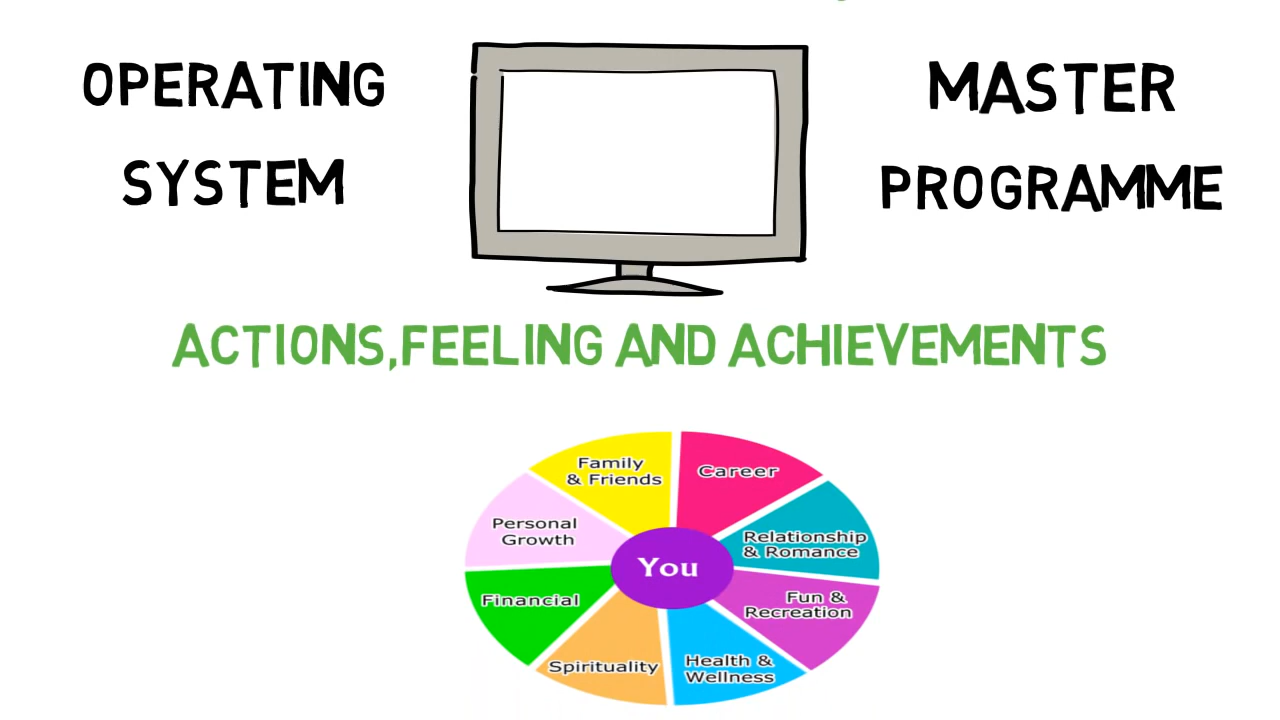 OPERATING
SYSTEM
MASTER
PROGRAMME
ACTIONS,FEELING AND ACHIEVEMENTS
Family
& Friends
Career
Relationship
& Romance
Fun &
Recreation
Health &
Wellness
Spirituality
Financial
Personal
Growth
You